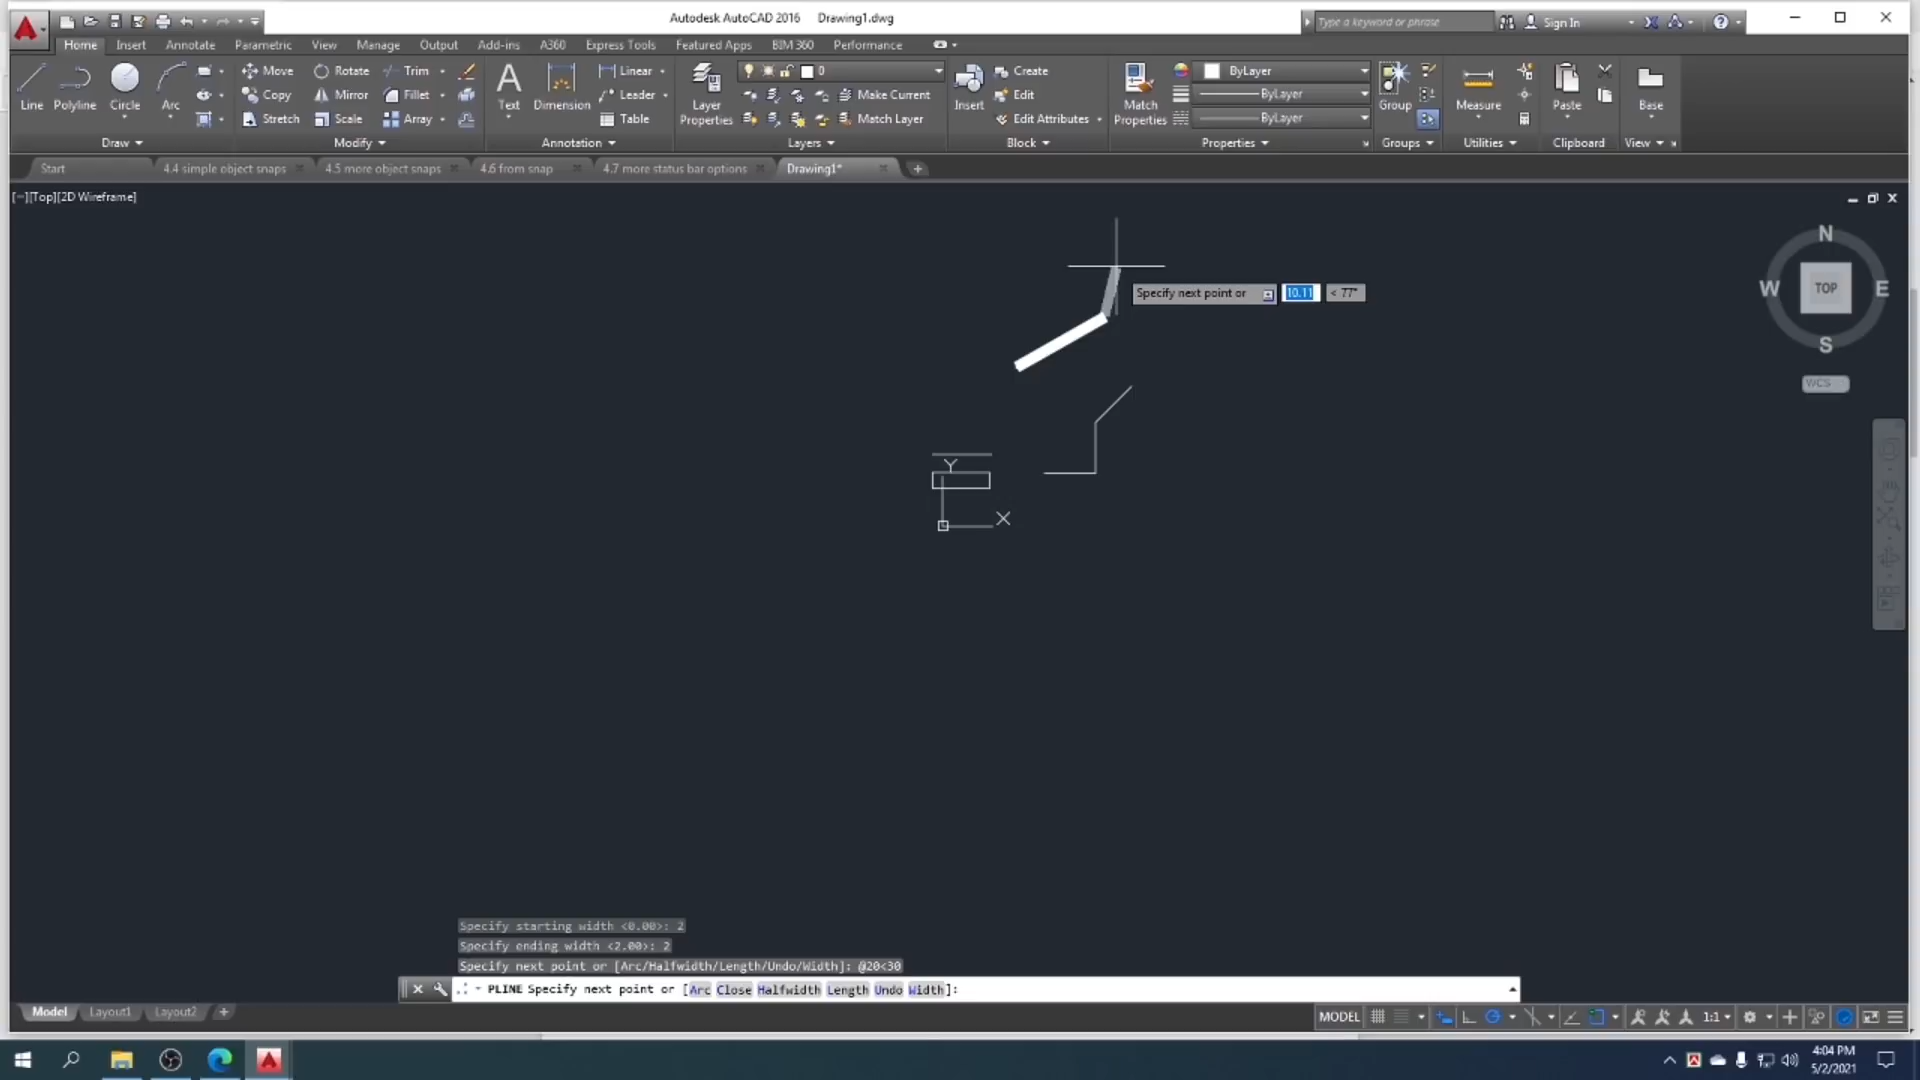 Autodesk AutoCAD 2016 Drawing1.dwg
Type a keyword or phrase
Sign In
Home Insert Annotate Parametric View Manage Output Add-ins A360 Express Tools Featured Apps BIM 360 Performance
Line Polyline Circle Arc
Move Rotate Trim
Copy Mirror Fillet
Stretch Scale Array
Text Dimension
Linear
Leader
Table
Layer Properties
0
Make Current
Match Layer
Insert
Create
Edit
Edit Attributes
Match Properties
ByLayer
ByLayer
ByLayer
Group
Measure
Paste
Base
Draw Modify Annotation Layers Block Properties Groups Utilities Clipboard View
Start 4.4 simple object snaps 4.5 more object snaps 4.6 from snap 4.7 more status bar options Drawing1*
[−][Top][2D Wireframe]
N
W TOP E
S
WCS
Specify next point or 10.11 < 77°
Y
X
Specify starting width <0.00>: 2
Specify ending width <2.00>: 2
Specify next point or [Arc/Halfwidth/Length/Undo/Width]: @20<30
PLINE Specify next point or [Arc Close Halfwidth Length Undo Width]:
Model Layout1 Layout2
MODEL 1:1
4:04 PM
5/2/2021